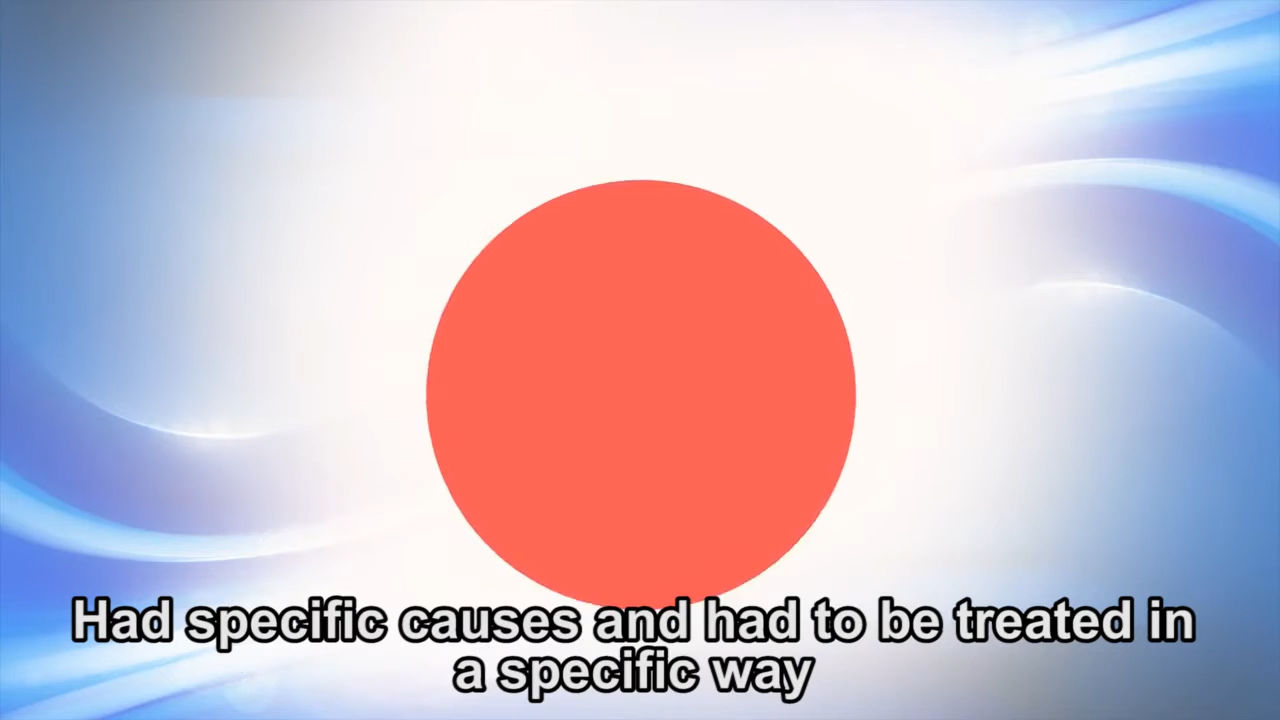 Had specific causes and had to be treated in
a specific way